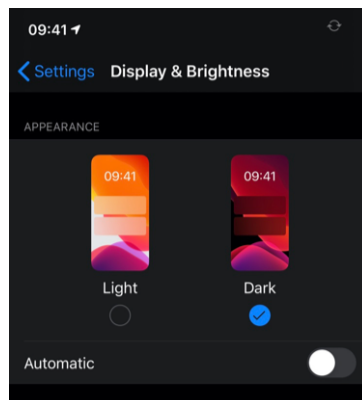 09:41
Settings Display & Brightness
APPEARANCE
09:41 09:41
Light Dark
Automatic